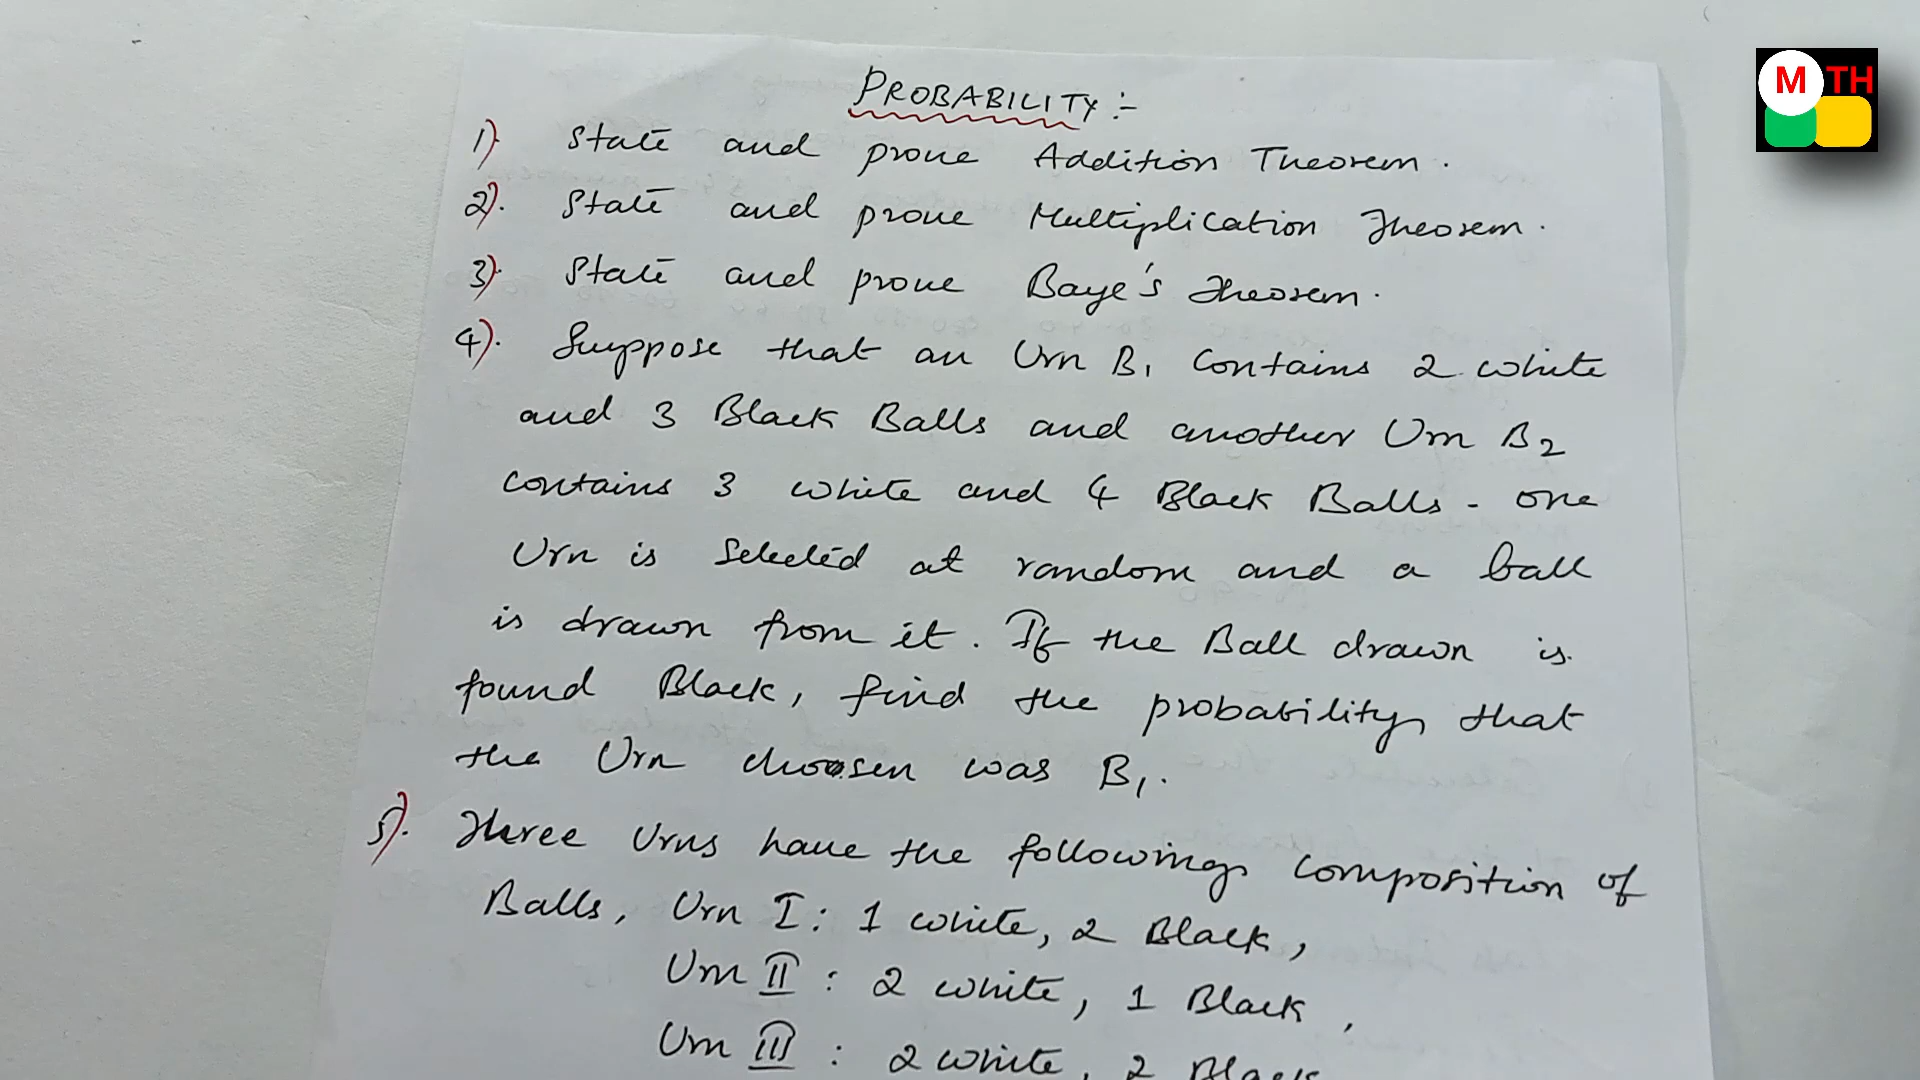 M TH
PROBABILITY :-
1). State and prove Addition Theorem.
2). State and prove Multiplication Theorem.
3). State and prove Baye's Theorem.
4). Suppose that an Urn B1 contains 2 white
and 3 Black Balls and another Urn B2
contains 3 white and 4 Black Balls - one
Urn is Selected at random and a ball
is drawn from it. If the Ball drawn is
found Black, find the probability that
the Urn choosen was B1.
5). Three Urns have the following composition of
Balls, Urn I : 1 white, 2 Black,
Urn II : 2 white, 1 Black,
Urn III : 2 white, 2 Black